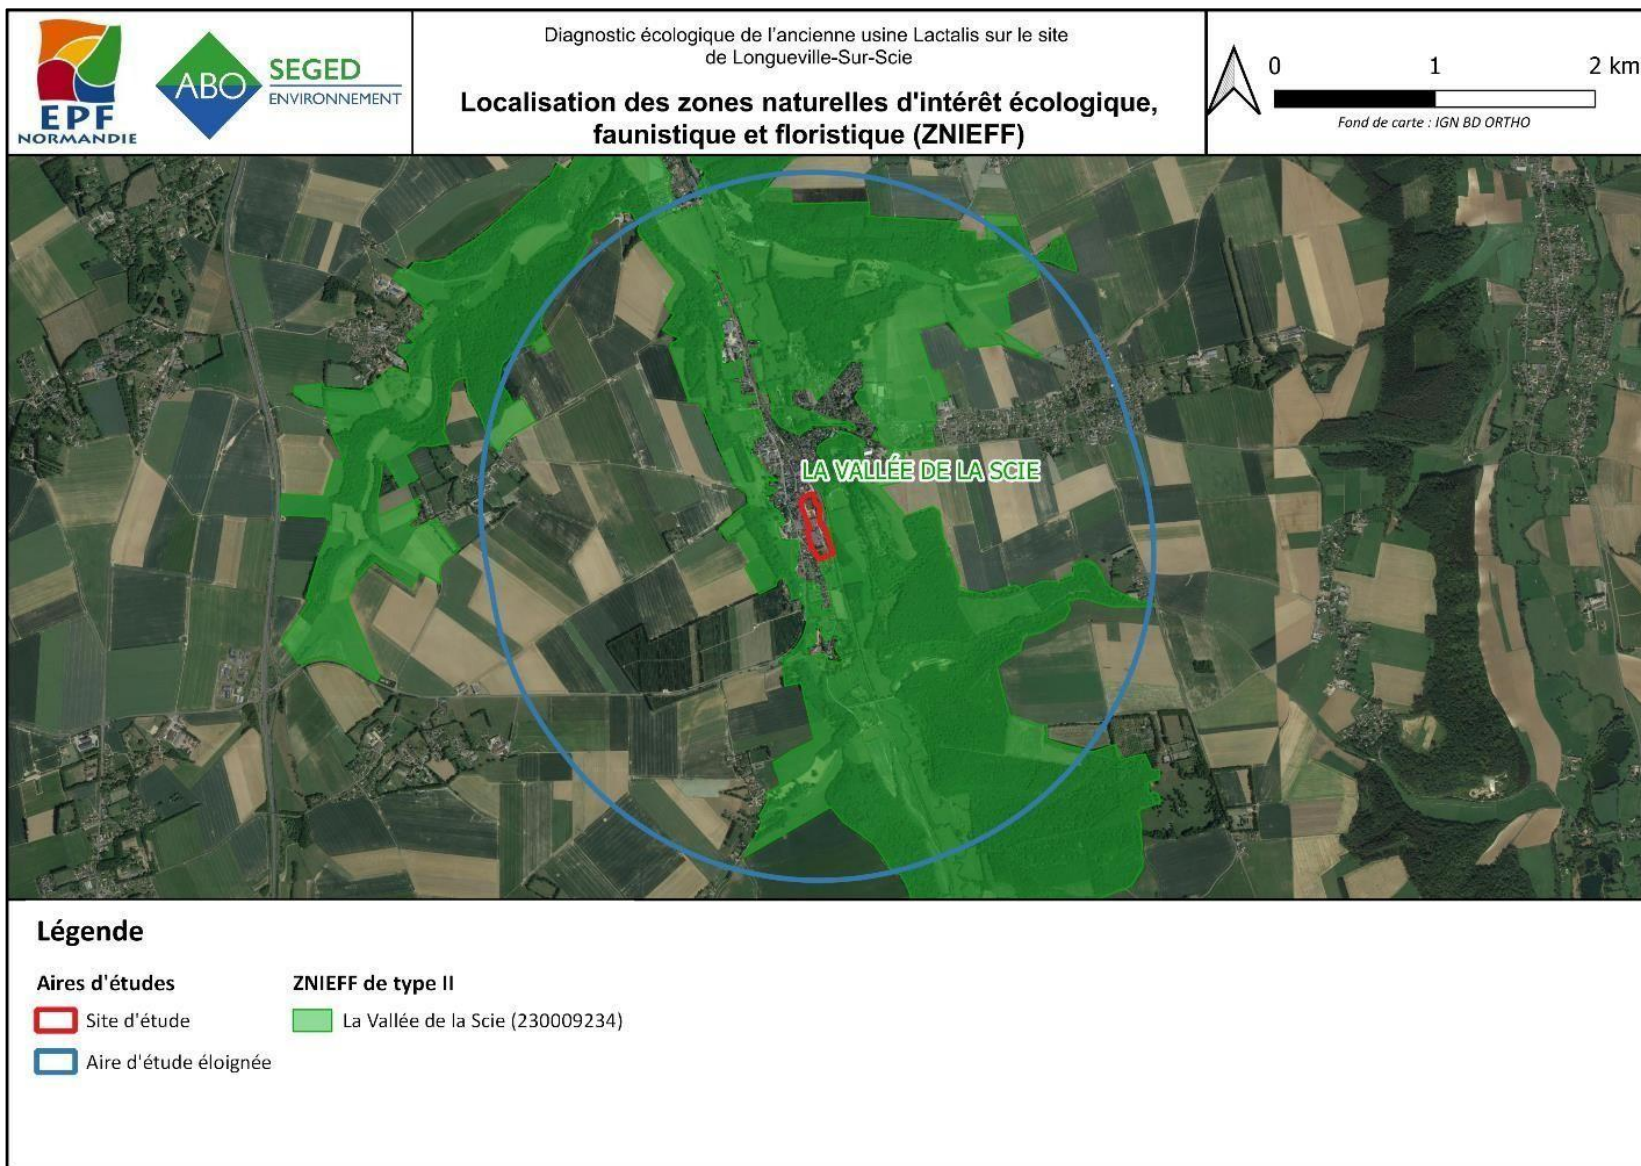 EPF
NORMANDIE
ABO
SEGED
ENVIRONNEMENT
Diagnostic écologique de l'ancienne usine Lactalis sur le site
de Longueville-Sur-Scie
Localisation des zones naturelles d'intérêt écologique,
faunistique et floristique (ZNIEFF)
0 1 2 km
Fond de carte : IGN BD ORTHO
LA VALLÉE DE LA SCIE
Légende
Aires d'études
Site d'étude
Aire d'étude éloignée
ZNIEFF de type II
La Vallée de la Scie (230009234)